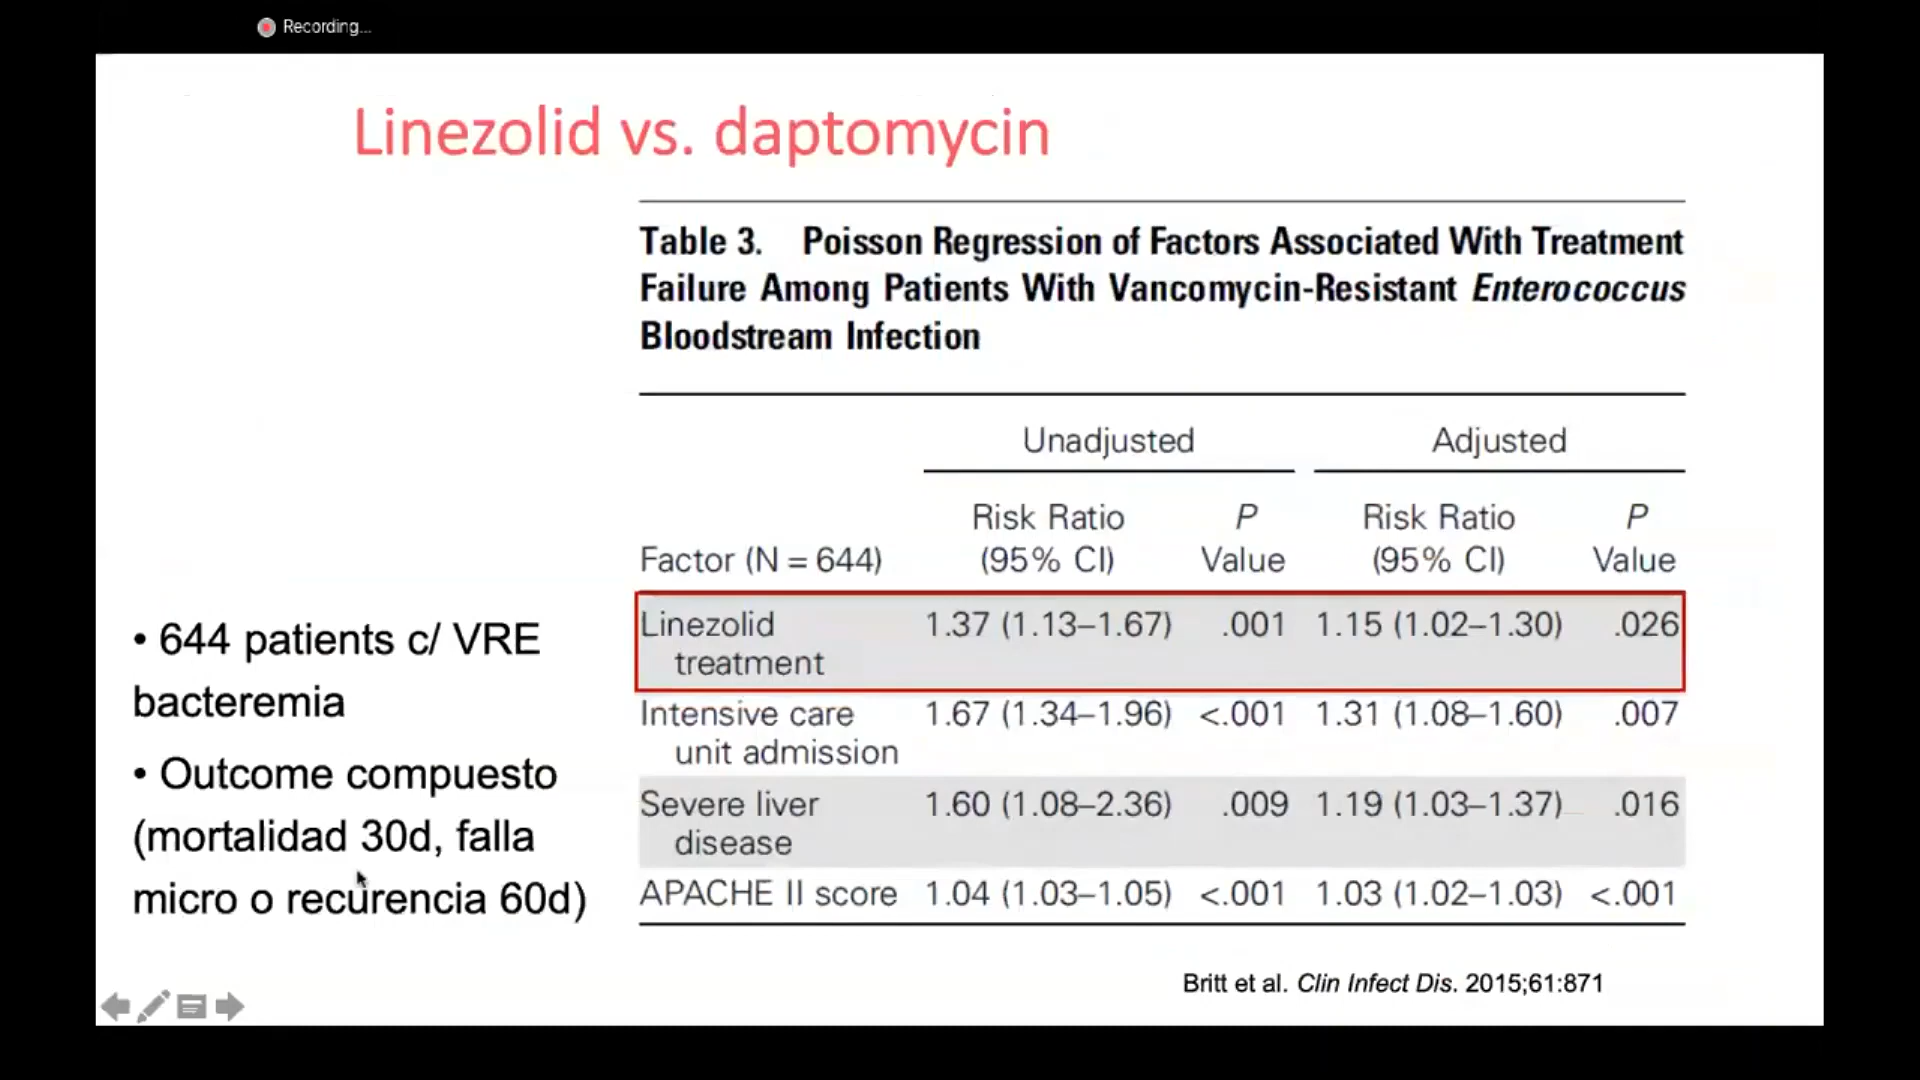 Recording...
Linezolid vs. daptomycin
Table 3. Poisson Regression of Factors Associated With Treatment
Failure Among Patients With Vancomycin-Resistant Enterococcus
Bloodstream Infection
Unadjusted Adjusted
Risk Ratio P Risk Ratio P
Factor (N = 644) (95% CI) Value (95% CI) Value
Linezolid 1.37 (1.13–1.67) .001 1.15 (1.02–1.30) .026
treatment
Intensive care 1.67 (1.34–1.96) <.001 1.31 (1.08–1.60) .007
unit admission
Severe liver 1.60 (1.08–2.36) .009 1.19 (1.03–1.37) .016
disease
APACHE II score 1.04 (1.03–1.05) <.001 1.03 (1.02–1.03) <.001
• 644 patients c/ VRE
bacteremia
• Outcome compuesto
(mortalidad 30d, falla
micro o recurencia 60d)
Britt et al. Clin Infect Dis. 2015;61:871